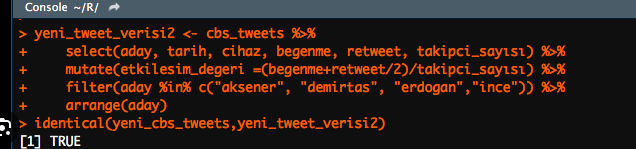 Console ~/R/
> yeni_tweet_verisi2 <- cbs_tweets %>%
+ select(aday, tarih, cihaz, begenme, retweet, takipci_sayısı) %>%
+ mutate(etkilesim_degeri =(begenme+retweet/2)/takipci_sayısı) %>%
+ filter(aday %in% c("aksener", "demirtas", "erdogan","ince")) %>%
+ arrange(aday)
> identical(yeni_cbs_tweets,yeni_tweet_verisi2)
[1] TRUE